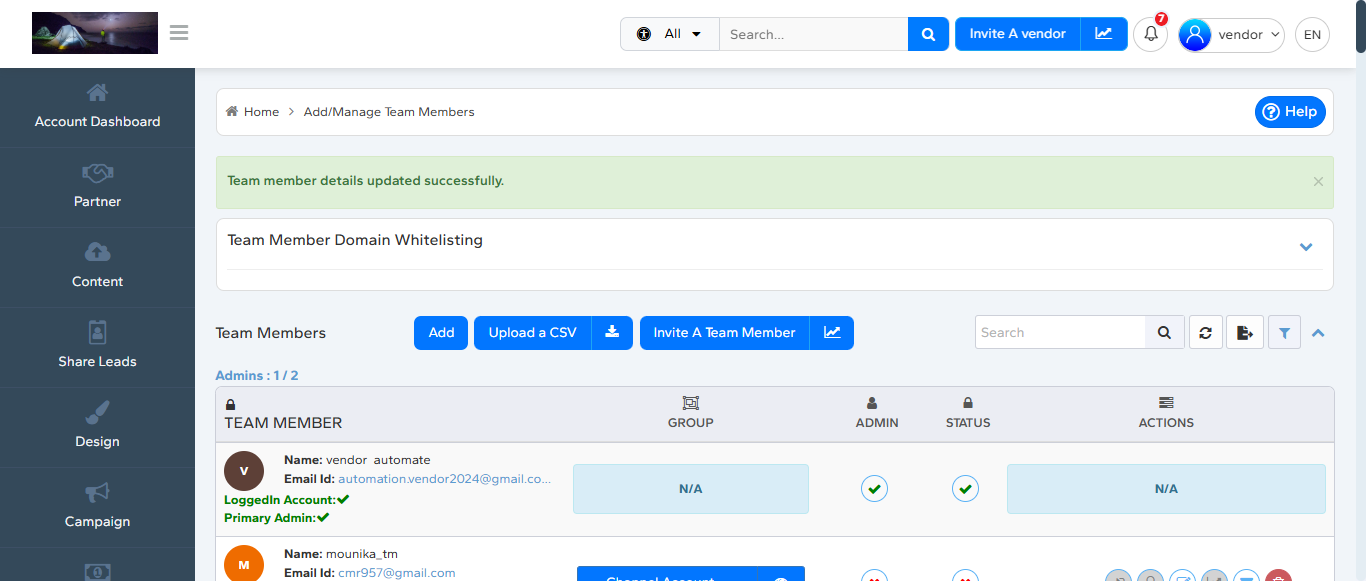 All
Search...
Invite A vendor
7
vendor
EN
Account Dashboard
Partner
Content
Share Leads
Design
Campaign
Home > Add/Manage Team Members
Help
Team member details updated successfully.
×
Team Member Domain Whitelisting
Team Members
Add
Upload a CSV
Invite A Team Member
Search
Admins : 1 / 2
TEAM MEMBER
GROUP
ADMIN
STATUS
ACTIONS
V
Name: vendor automate
Email Id: automation.vendor2024@gmail.co...
LoggedIn Account:
Primary Admin:
N/A
N/A
M
Name: mounika_tm
Email Id: cmr957@gmail.com
Channel Account